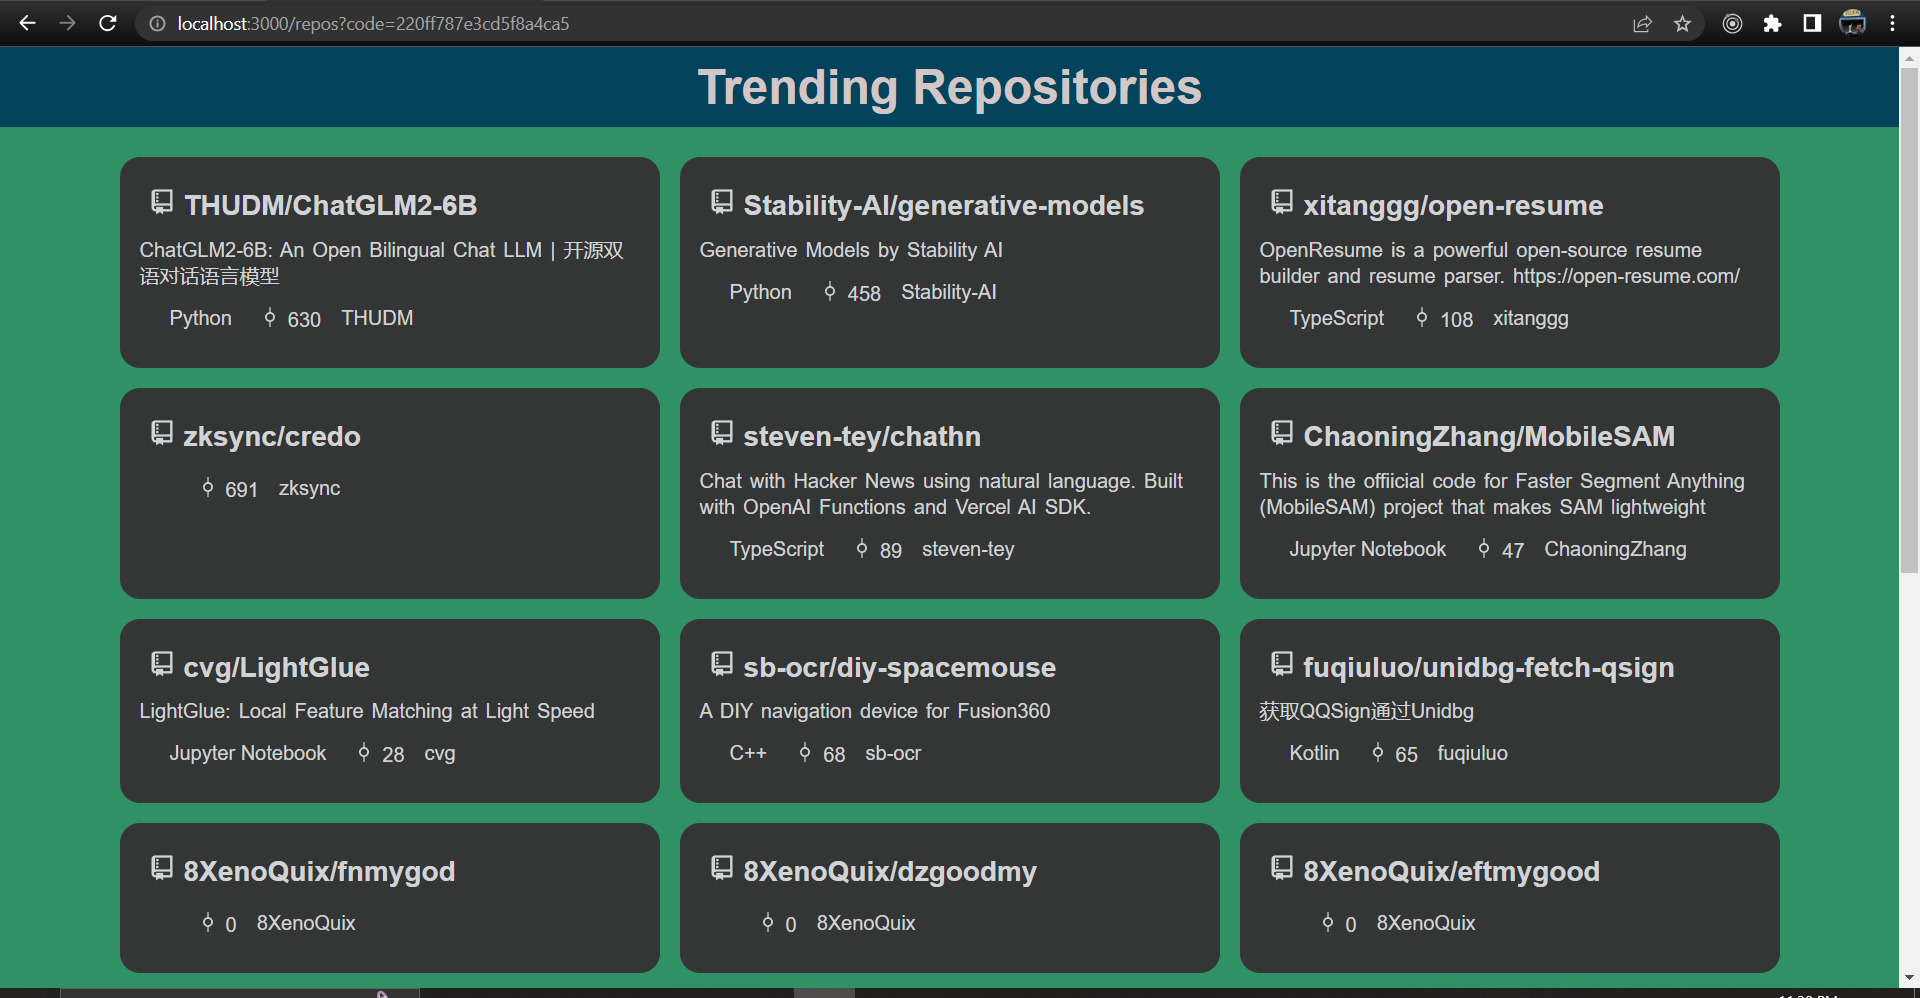 localhost:3000/repos?code=220ff787e3cd5f8a4ca5
Trending Repositories
THUDM/ChatGLM2-6B
ChatGLM2-6B: An Open Bilingual Chat LLM | 开源双
语对话语言模型
Python 630 THUDM
Stability-AI/generative-models
Generative Models by Stability AI
Python 458 Stability-AI
xitanggg/open-resume
OpenResume is a powerful open-source resume
builder and resume parser. https://open-resume.com/
TypeScript 108 xitanggg
zksync/credo
691 zksync
steven-tey/chathn
Chat with Hacker News using natural language. Built
with OpenAI Functions and Vercel AI SDK.
TypeScript 89 steven-tey
ChaoningZhang/MobileSAM
This is the offiicial code for Faster Segment Anything
(MobileSAM) project that makes SAM lightweight
Jupyter Notebook 47 ChaoningZhang
cvg/LightGlue
LightGlue: Local Feature Matching at Light Speed
Jupyter Notebook 28 cvg
sb-ocr/diy-spacemouse
A DIY navigation device for Fusion360
C++ 68 sb-ocr
fuqiuluo/unidbg-fetch-qsign
获取QQSign通过Unidbg
Kotlin 65 fuqiuluo
8XenoQuix/fnmygod
0 8XenoQuix
8XenoQuix/dzgoodmy
0 8XenoQuix
8XenoQuix/eftmygood
0 8XenoQuix